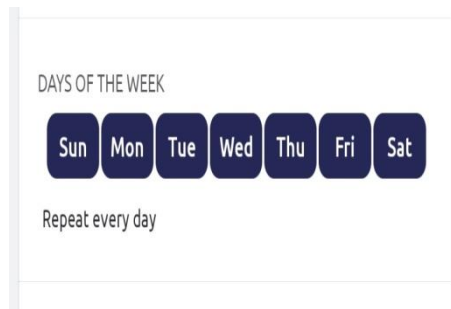 DAYS OF THE WEEK
Sun Mon Tue Wed Thu Fri Sat
Repeat every day